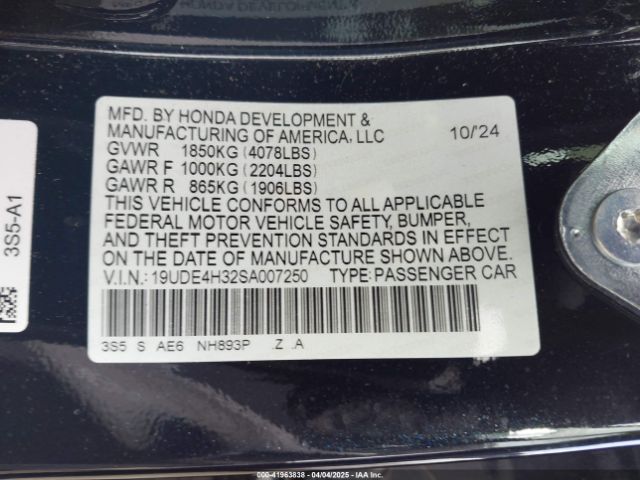 MFD. BY HONDA DEVELOPMENT &
MANUFACTURING OF AMERICA, LLC 10/'24
GVWR 1850KG (4078LBS)
GAWR F 1000KG (2204LBS)
GAWR R 865KG (1906LBS)
THIS VEHICLE CONFORMS TO ALL APPLICABLE
FEDERAL MOTOR VEHICLE SAFETY, BUMPER,
AND THEFT PREVENTION STANDARDS IN EFFECT
ON THE DATE OF MANUFACTURE SHOWN ABOVE.
V.I.N.: 19UDE4H32SA007250 TYPE: PASSENGER CAR
3S5 S AE6 NH893P .Z .A
3S5-A1
© 41963838 - 04/04/2025 - IAA Inc.